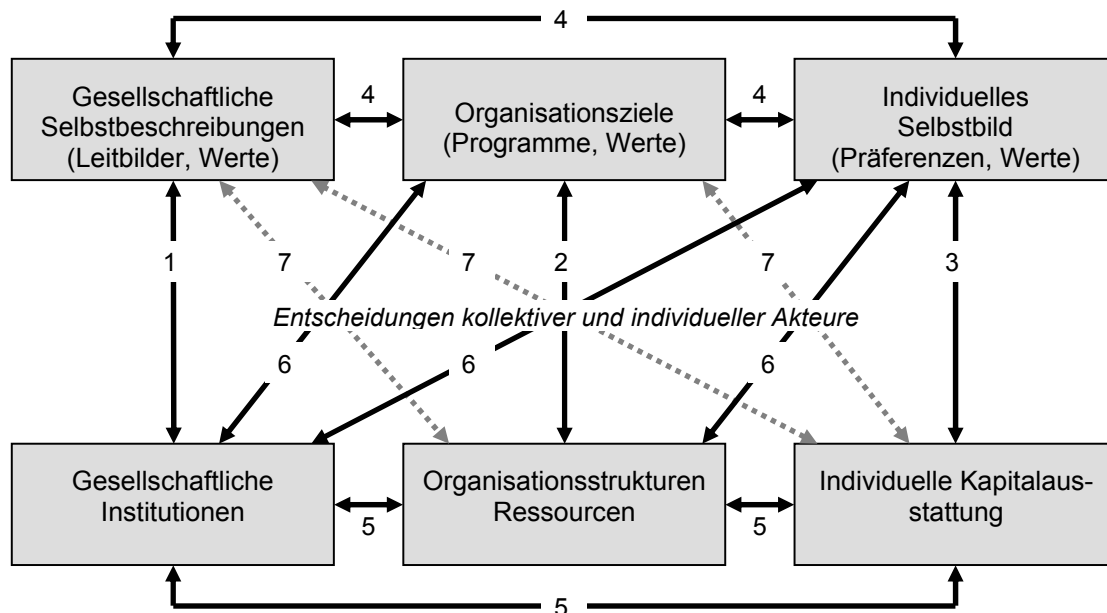 4
Gesellschaftliche
Selbstbeschreibungen
(Leitbilder, Werte)
4
Organisationsziele
(Programme, Werte)
4
Individuelles
Selbstbild
(Präferenzen, Werte)
1
7
7
2
7
3
Entscheidungen kollektiver und individueller Akteure
6
6
6
Gesellschaftliche
Institutionen
5
Organisationsstrukturen
Ressourcen
5
Individuelle Kapitalaus-
stattung
5